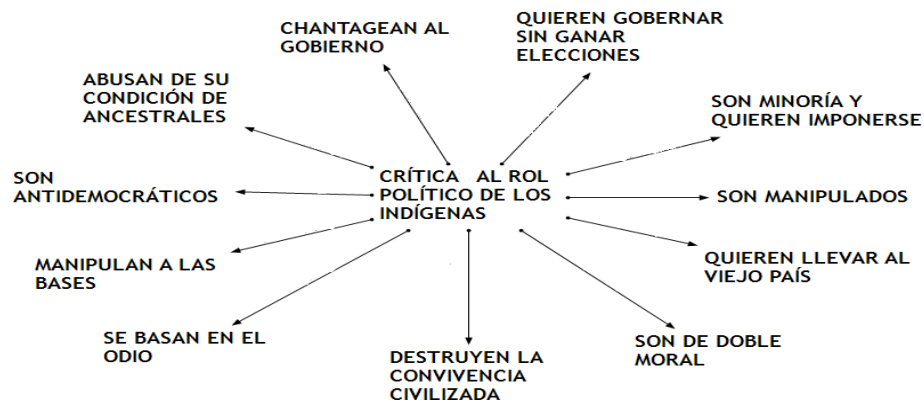 CHANTAGEAN AL
GOBIERNO
QUIEREN GOBERNAR
SIN GANAR
ELECCIONES
ABUSAN DE SU
CONDICIÓN DE
ANCESTRALES
SON MINORÍA Y
QUIEREN IMPONERSE
CRÍTICA AL ROL
POLÍTICO DE LOS
INDÍGENAS
SON
ANTIDEMOCRÁTICOS
SON MANIPULADOS
MANIPULAN A LAS
BASES
QUIEREN LLEVAR AL
VIEJO PAÍS
SE BASAN EN EL
ODIO
DESTRUYEN LA
CONVIVENCIA
CIVILIZADA
SON DE DOBLE
MORAL